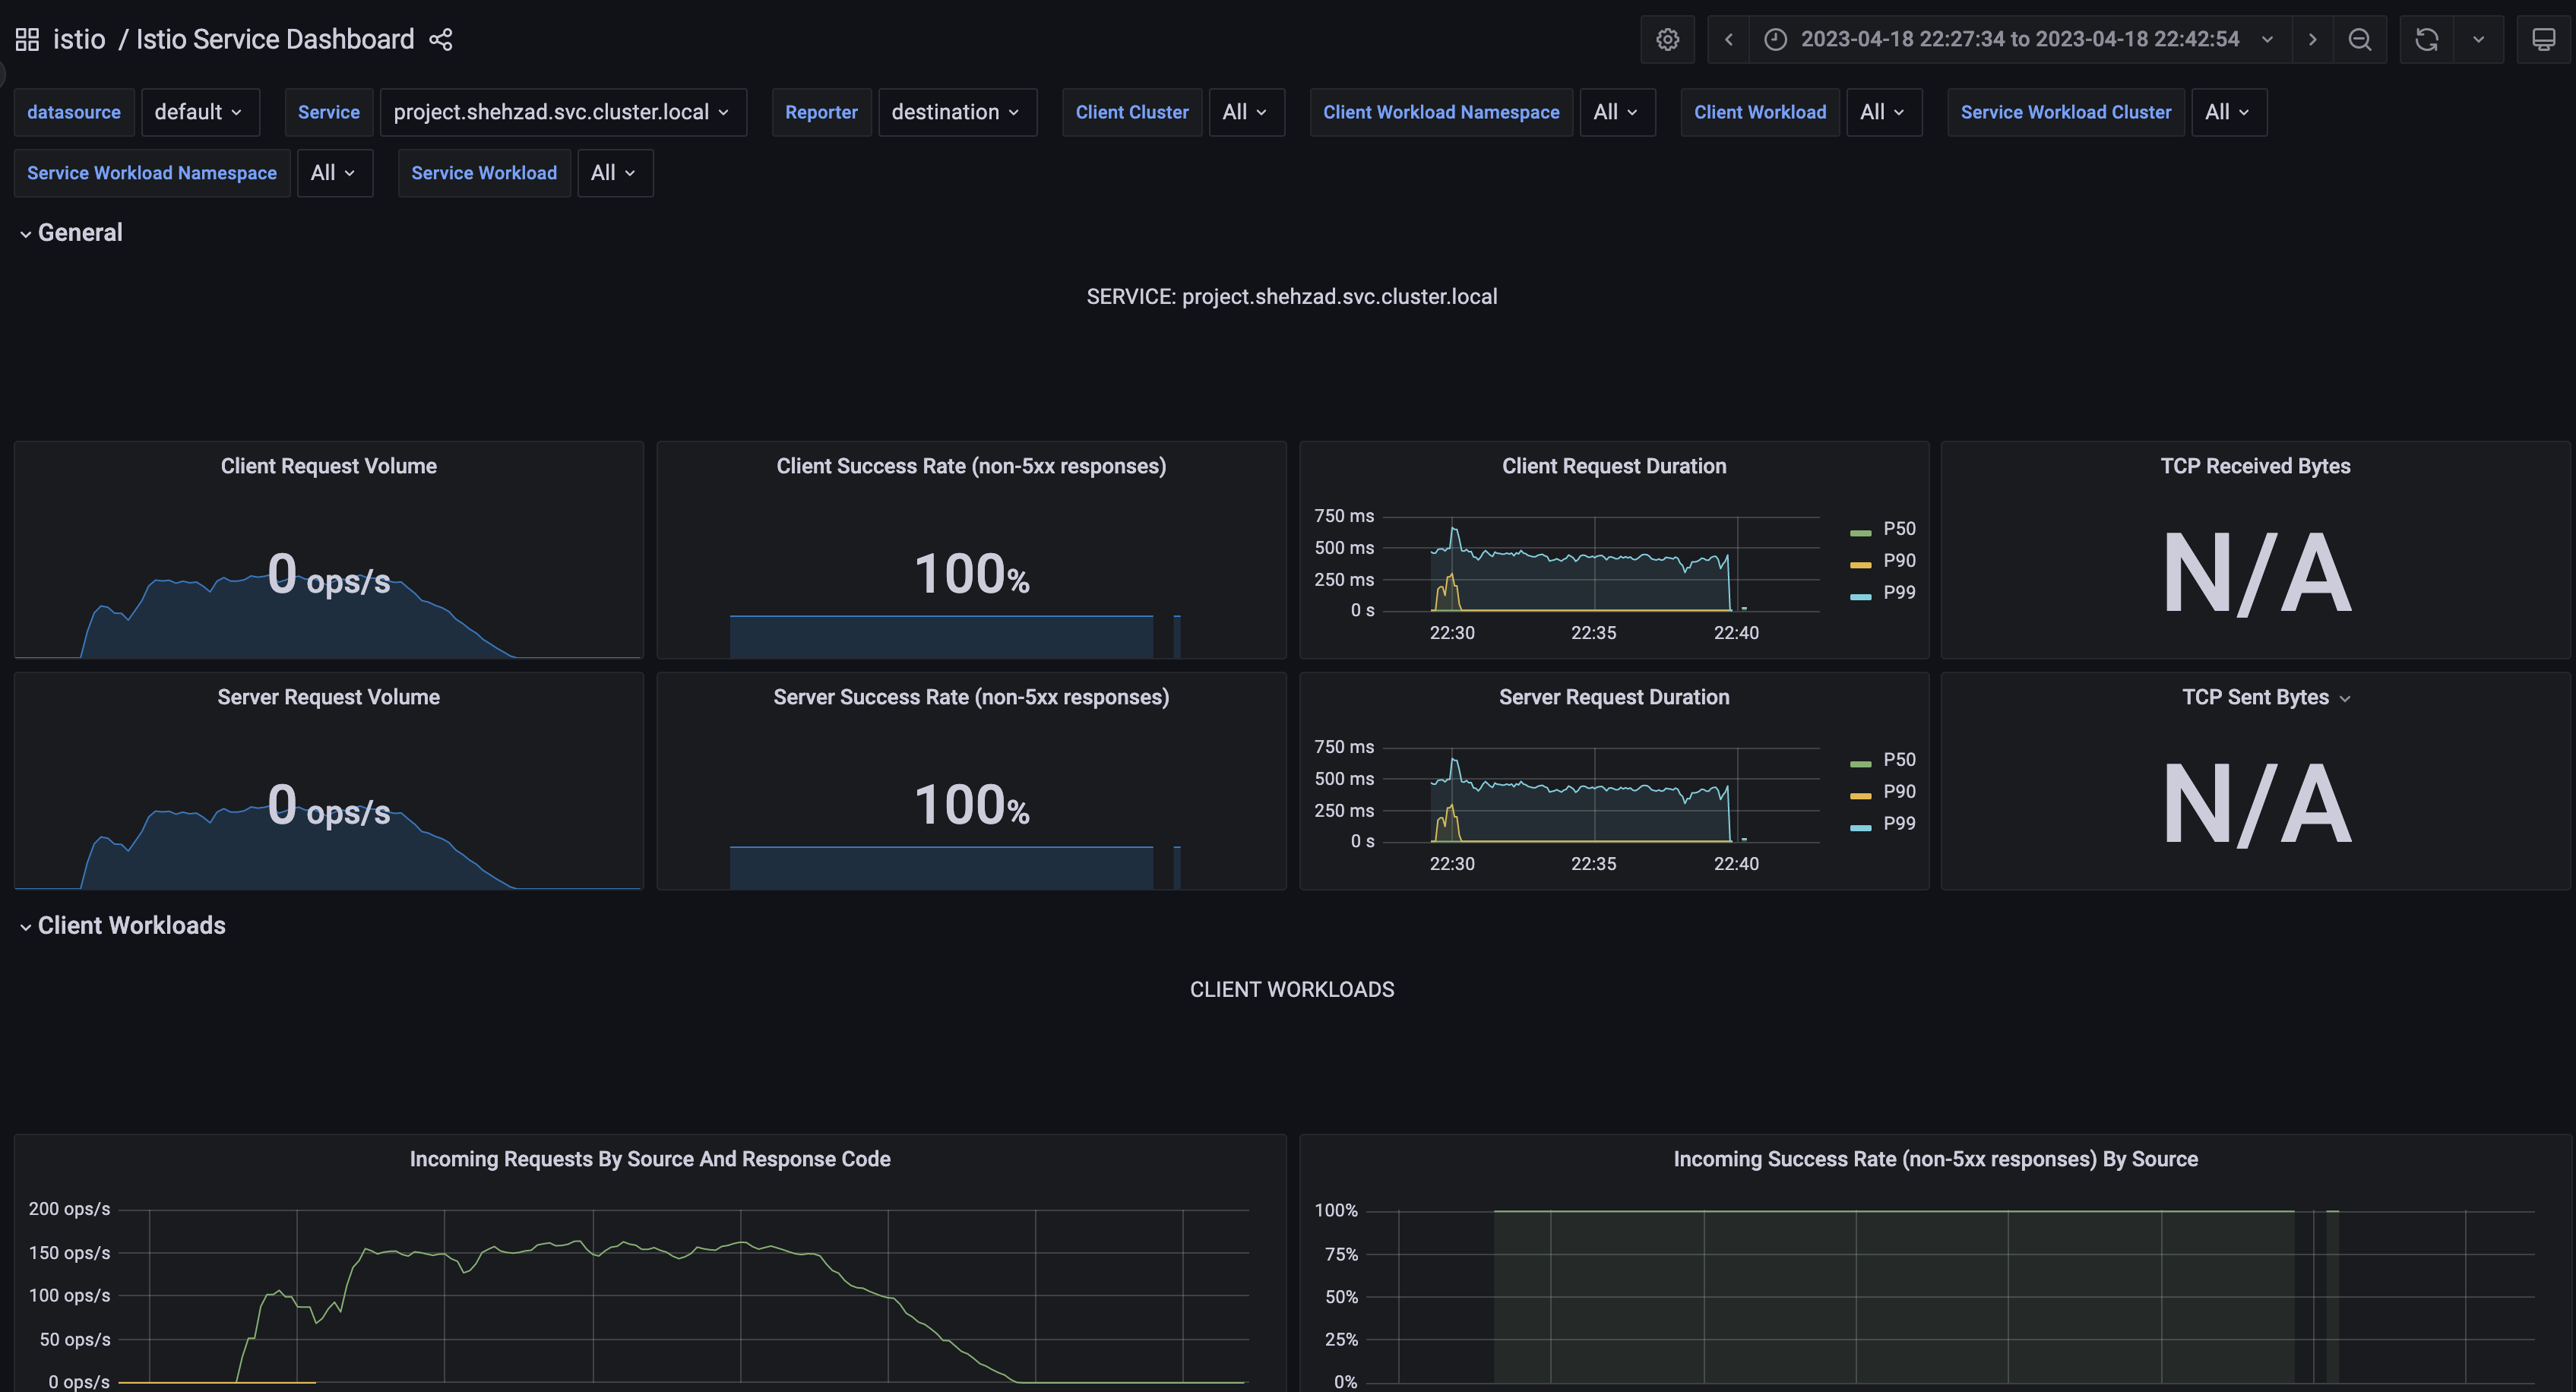 istio / Istio Service Dashboard
2023-04-18 22:27:34 to 2023-04-18 22:42:54
datasource default Service project.shehzad.svc.cluster.local Reporter destination Client Cluster All Client Workload Namespace All Client Workload All Service Workload Cluster All
Service Workload Namespace All Service Workload All
General
SERVICE: project.shehzad.svc.cluster.local
Client Request Volume
0 ops/s
Client Success Rate (non-5xx responses)
100%
Client Request Duration
750 ms
500 ms
250 ms
0 s
22:30 22:35 22:40
P50
P90
P99
TCP Received Bytes
N/A
Server Request Volume
0 ops/s
Server Success Rate (non-5xx responses)
100%
Server Request Duration
750 ms
500 ms
250 ms
0 s
22:30 22:35 22:40
P50
P90
P99
TCP Sent Bytes
N/A
Client Workloads
CLIENT WORKLOADS
Incoming Requests By Source And Response Code
200 ops/s
150 ops/s
100 ops/s
50 ops/s
0 ops/s
Incoming Success Rate (non-5xx responses) By Source
100%
75%
50%
25%
0%